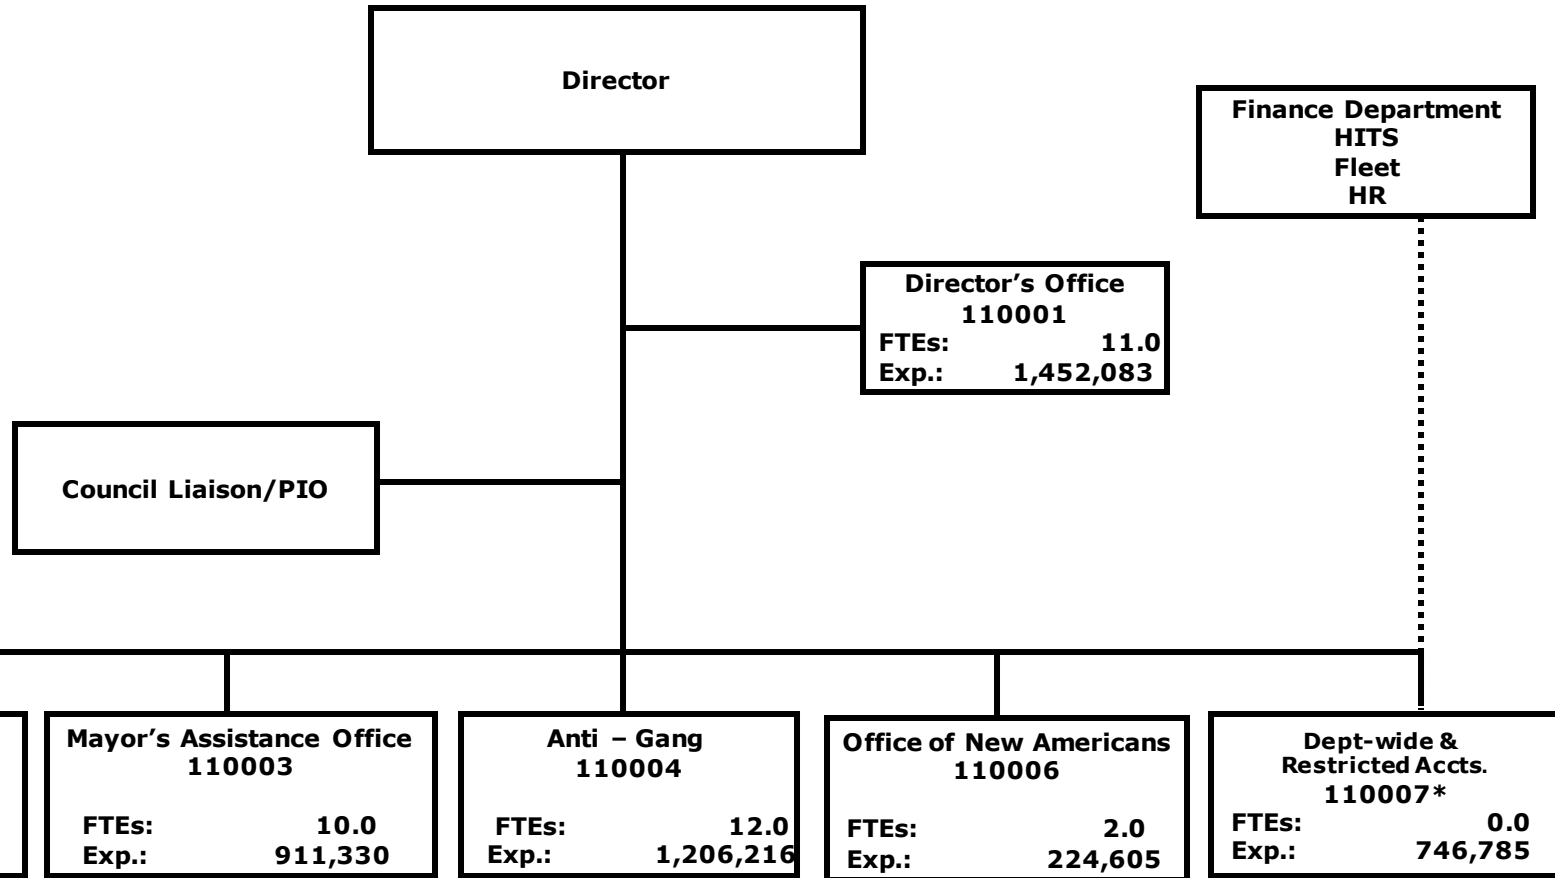 Director
Finance Department
HITS
Fleet
HR
Director’s Office
110001
FTEs: 11.0
Exp.: 1,452,083
Council Liaison/PIO
Mayor’s Assistance Office
110003
FTEs: 10.0
Exp.: 911,330
Anti – Gang
110004
FTEs: 12.0
Exp.: 1,206,216
Office of New Americans
110006
FTEs: 2.0
Exp.: 224,605
Dept-wide &
Restricted Accts.
110007*
FTEs: 0.0
Exp.: 746,785